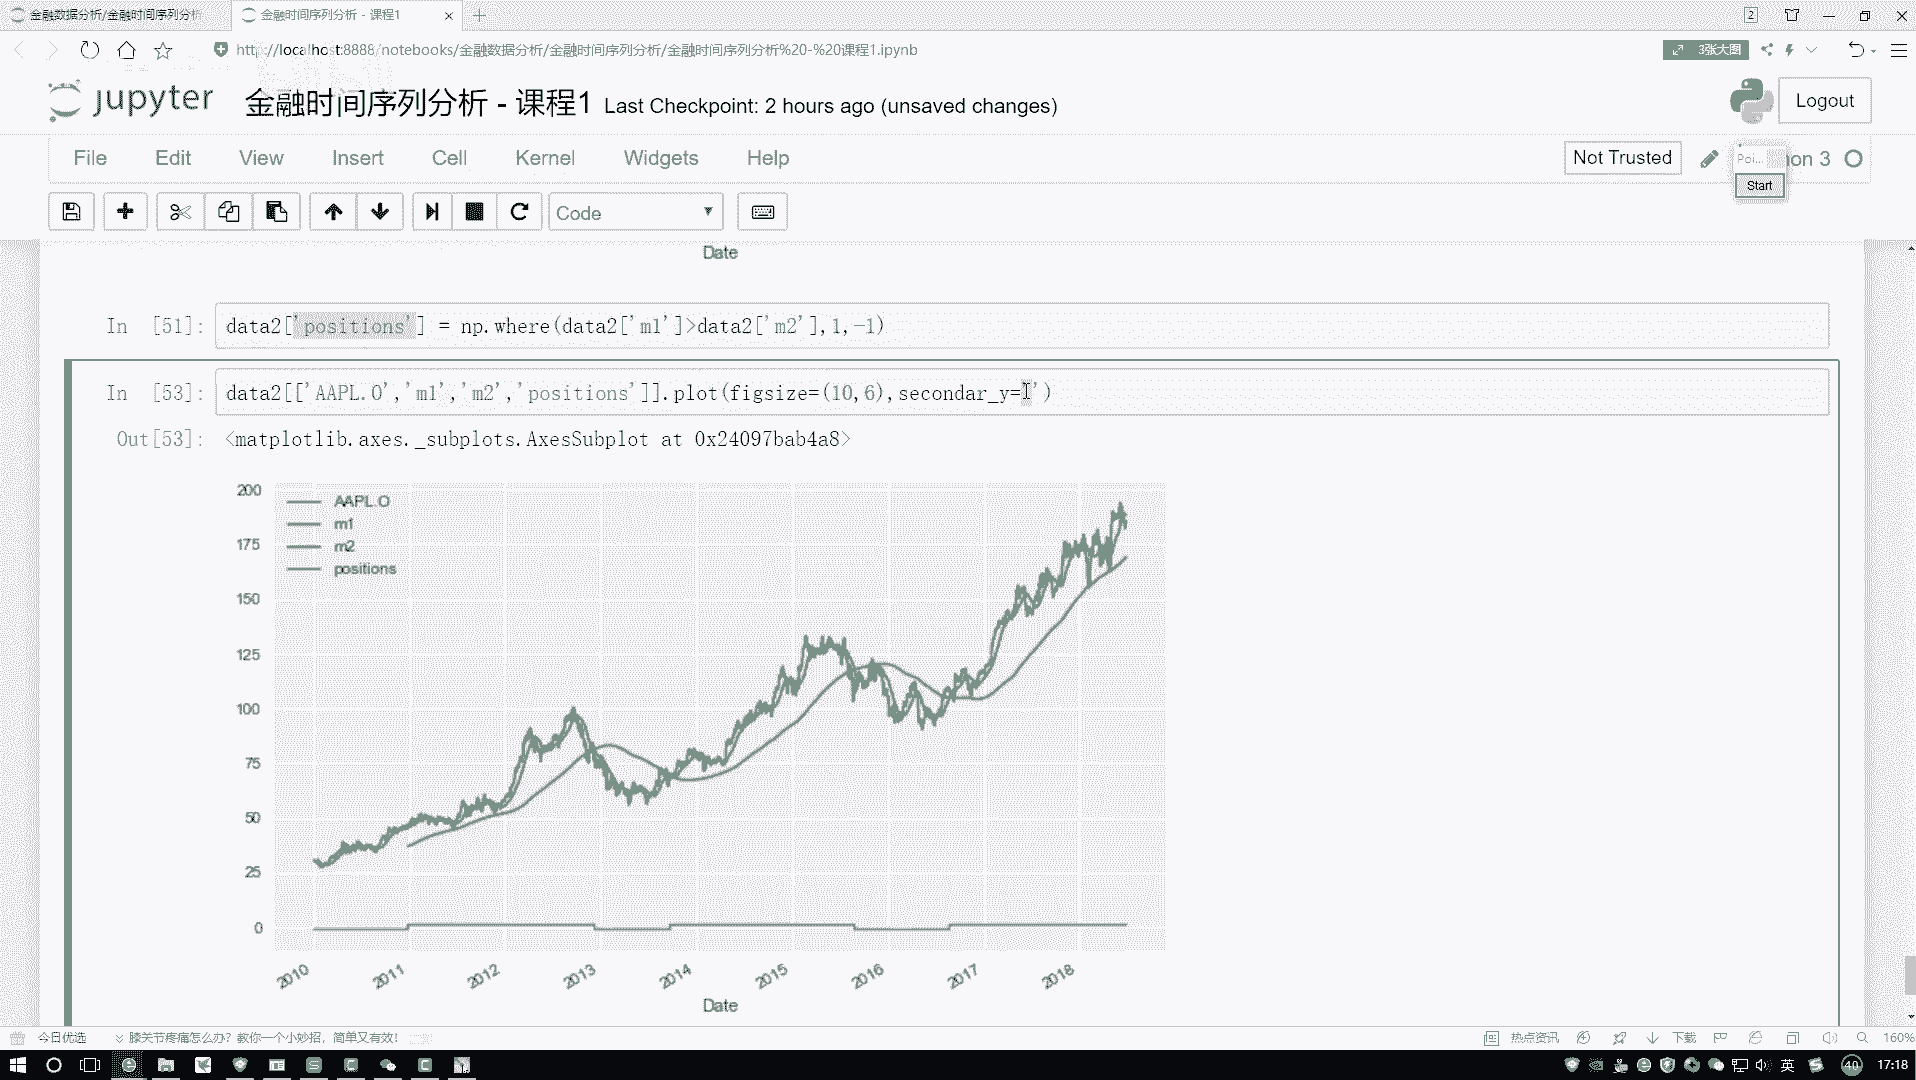 金融数据分析/金融时间序列分析
金融时间序列分析 - 课程1
2
http://localhost:8888/notebooks/金融数据分析/金融时间序列分析/金融时间序列分析%20-%20课程1.ipynb
3张大图
jupyter
金融时间序列分析 - 课程1 Last Checkpoint: 2 hours ago (unsaved changes)
Logout
File Edit View Insert Cell Kernel Widgets Help
Not Trusted
Poi...
on 3
Start
Code
Date
In [51]: data2['positions'] = np.where(data2['m1']>data2['m2'],1,-1)
In [53]: data2[['AAPL.O','m1','m2','positions']].plot(figsize=(10,6),secondar_y='')
Out[53]: <matplotlib.axes._subplots.AxesSubplot at 0x24097bab4a8>
AAPL.O
m1
m2
positions
200
175
150
125
100
75
50
25
0
2010 2011 2012 2013 2014 2015 2016 2017 2018
Date
今日优选
膝关节疼痛怎么办？教你一个小妙招，简单又有效！
热点资讯
下载
160%
英
40
17:18